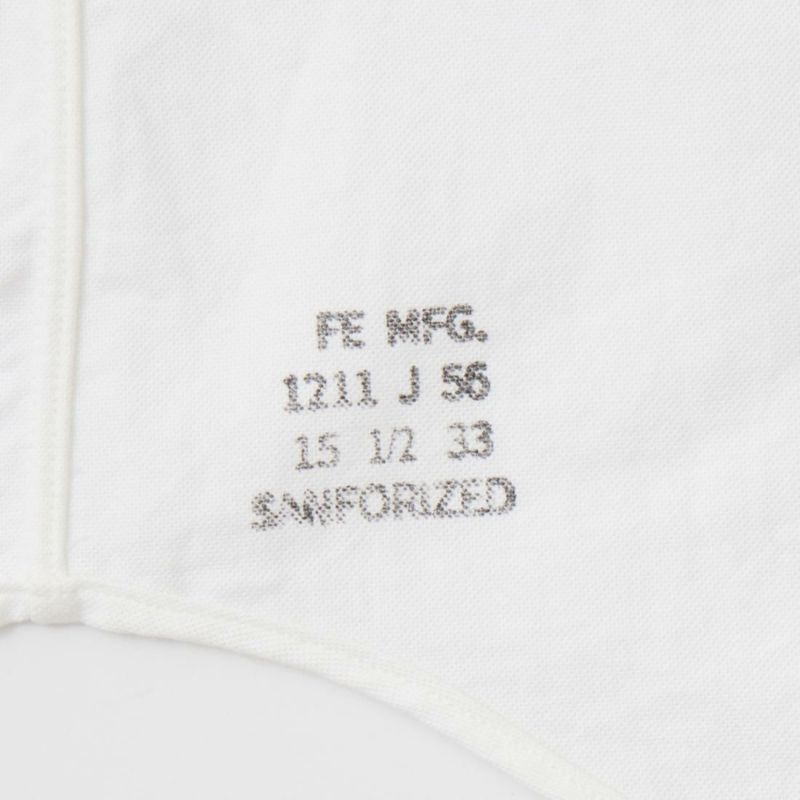 FE MFG.
1211 J 56
15 1/2 33
SANFORIZED